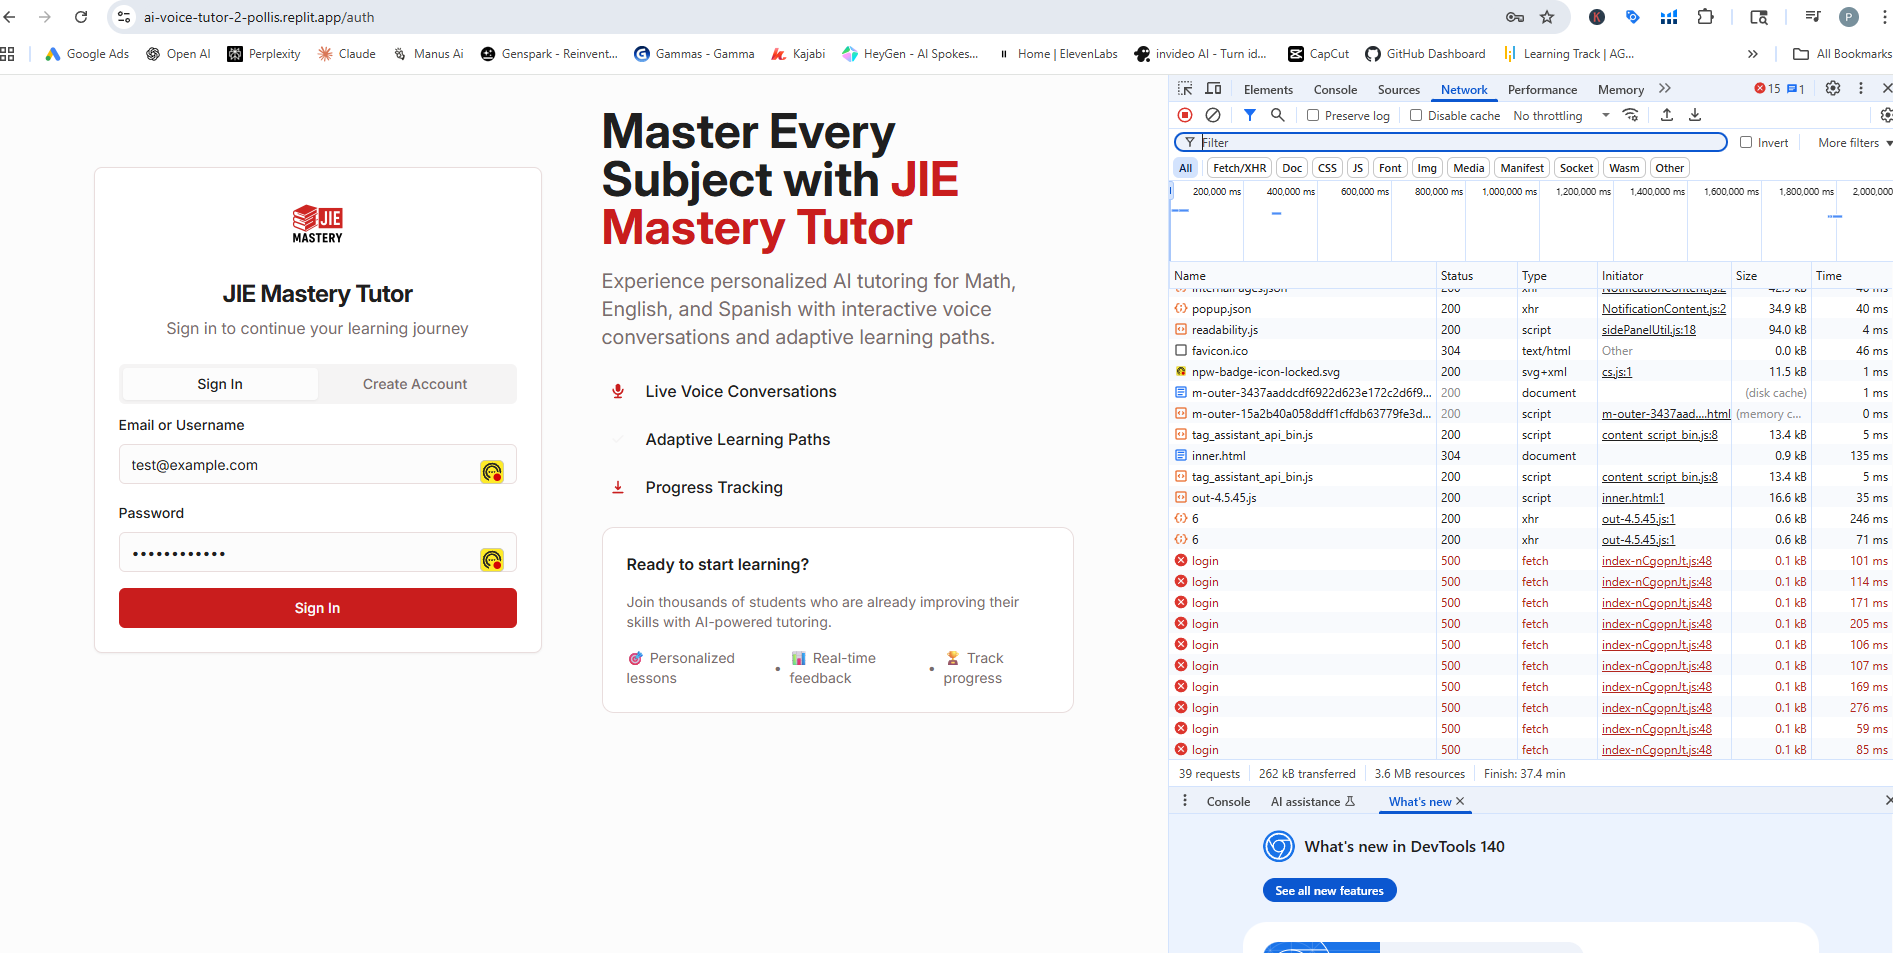 ai-voice-tutor-2-pollis.replit.app/auth
K
P
Google Ads
Open AI
Perplexity
Claude
Manus Ai
Genspark - Reinvent...
Gammas - Gamma
Kajabi
HeyGen - AI Spokes...
Home | ElevenLabs
invideo AI - Turn id...
CapCut
GitHub Dashboard
Learning Track | AG...
All Bookmarks
JIE
MASTERY
JIE Mastery Tutor
Sign in to continue your learning journey
Sign In
Create Account
Email or Username
test@example.com
Password
••••••••••••
Sign In
Master Every
Subject with JIE
Mastery Tutor
Experience personalized AI tutoring for Math,
English, and Spanish with interactive voice
conversations and adaptive learning paths.
Live Voice Conversations
Adaptive Learning Paths
Progress Tracking
Ready to start learning?
Join thousands of students who are already improving their
skills with AI-powered tutoring.
🎯 Personalized
lessons
• 📊 Real-time
feedback
• 🏆 Track
progress
Elements Console Sources Network Performance Memory 15 1
Preserve log Disable cache No throttling
Filter Invert More filters
All Fetch/XHR Doc CSS JS Font Img Media Manifest Socket Wasm Other
200,000 ms 400,000 ms 600,000 ms 800,000 ms 1,000,000 ms 1,200,000 ms 1,400,000 ms 1,600,000 ms 1,800,000 ms 2,000,00
Name Status Type Initiator Size Time
internalPages.json 200 xhr NotificationContent.js:2 42.9 kB 40 ms
popup.json 200 xhr NotificationContent.js:2 34.9 kB 40 ms
readability.js 200 script sidePanelUtil.js:18 94.0 kB 4 ms
favicon.ico 304 text/html Other 0.0 kB 46 ms
npw-badge-icon-locked.svg 200 svg+xml cs.js:1 11.5 kB 1 ms
m-outer-3437aaddcdf6922d623e172c2d6f9... 200 document (disk cache) 1 ms
m-outer-15a2b40a058ddff1cffdb63779fe3d... 200 script m-outer-3437aad....html (memory c... 0 ms
tag_assistant_api_bin.js 200 script content_script_bin.js:8 13.4 kB 5 ms
inner.html 304 document 0.9 kB 135 ms
tag_assistant_api_bin.js 200 script content_script_bin.js:8 13.4 kB 5 ms
out-4.5.45.js 200 script inner.html:1 16.6 kB 35 ms
6 200 xhr out-4.5.45.js:1 0.6 kB 246 ms
6 200 xhr out-4.5.45.js:1 0.6 kB 71 ms
login 500 fetch index-nCgopnJt.js:48 0.1 kB 101 ms
login 500 fetch index-nCgopnJt.js:48 0.1 kB 114 ms
login 500 fetch index-nCgopnJt.js:48 0.1 kB 171 ms
login 500 fetch index-nCgopnJt.js:48 0.1 kB 205 ms
login 500 fetch index-nCgopnJt.js:48 0.1 kB 106 ms
login 500 fetch index-nCgopnJt.js:48 0.1 kB 107 ms
login 500 fetch index-nCgopnJt.js:48 0.1 kB 169 ms
login 500 fetch index-nCgopnJt.js:48 0.1 kB 276 ms
login 500 fetch index-nCgopnJt.js:48 0.1 kB 59 ms
login 500 fetch index-nCgopnJt.js:48 0.1 kB 85 ms
39 requests 262 kB transferred 3.6 MB resources Finish: 37.4 min
Console AI assistance What's new
What's new in DevTools 140
See all new features